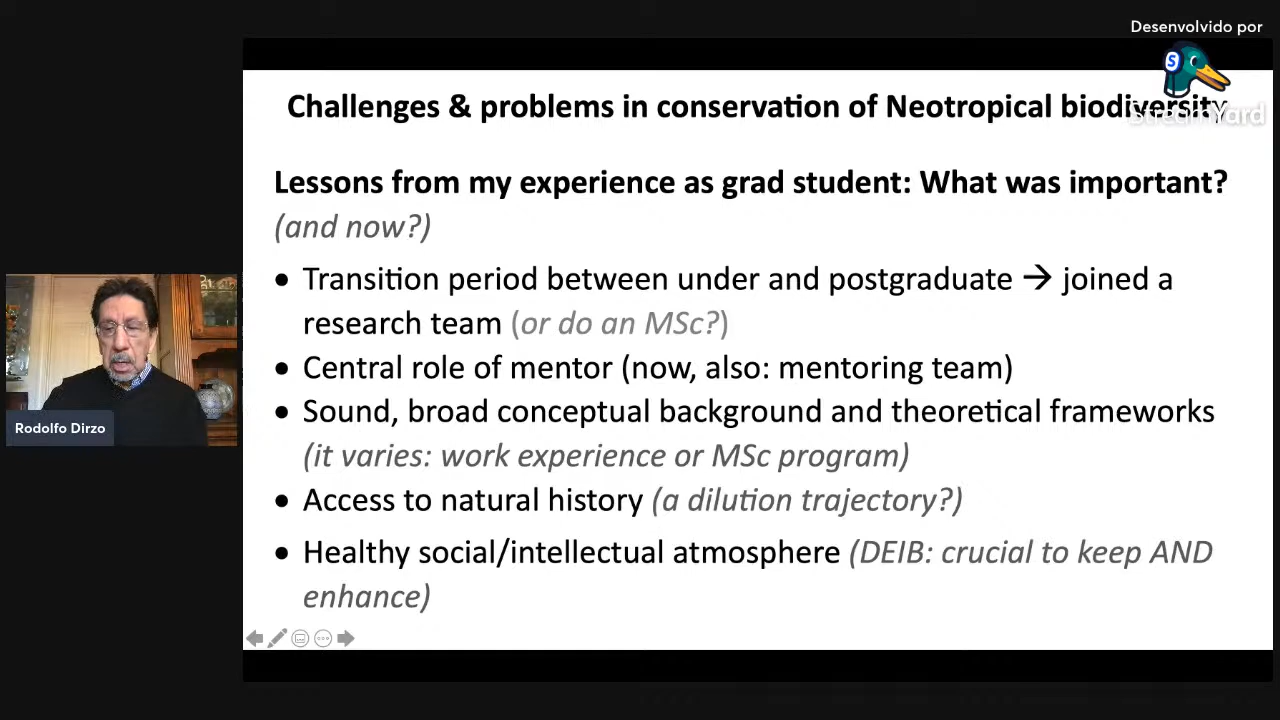 Desenvolvido por
S
StreamYard
Challenges & problems in conservation of Neotropical biodiversity
Lessons from my experience as grad student: What was important?
(and now?)
• Transition period between under and postgraduate → joined a
research team (or do an MSc?)
• Central role of mentor (now, also: mentoring team)
• Sound, broad conceptual background and theoretical frameworks
(it varies: work experience or MSc program)
• Access to natural history (a dilution trajectory?)
• Healthy social/intellectual atmosphere (DEIB: crucial to keep AND
enhance)
Rodolfo Dirzo